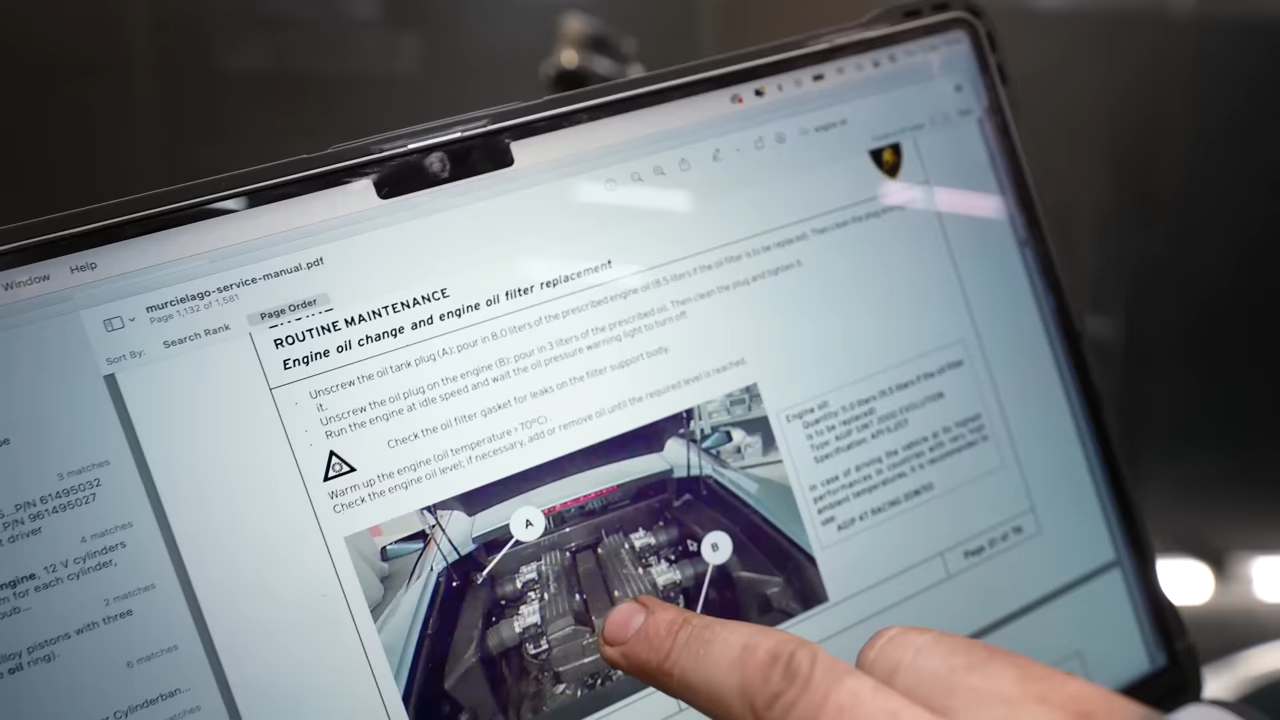 Window Help
murcielago-service-manual.pdf
Page 1,132 of 1,581
Sort By: Search Rank Page Order
3 matches
P/N 61495032
P/N 961495027
t driver
4 matches
ngine, 12 V cylinders
m for each cylinder,
2 matches
lloy pistons with three
e oil ring).
6 matches
r Cylinderban...
engine oil
ROUTINE MAINTENANCE
Engine oil change and engine oil filter replacement
Unscrew the oil tank plug (A); pour in 8.0 liters of the prescribed engine oil (8.5 liters if the oil filter is to be replaced). Then clean the plug
it.
Unscrew the oil plug on the engine (B); pour in 3 liters of the prescribed oil. Then clean the plug and tighten it.
Run the engine at idle speed and wait the oil pressure warning light to turn off.
Check the oil filter gasket for leaks on the filter support body.
Warm up the engine (oil temperature > 70°C).
Check the engine oil level; if necessary, add or remove oil until the required level is reached.
A
B
Engine oil:
Quantity: 11.0 liters (11.5 liters if the oil filter
is to be replaced)
Type: AGIP SINT 2000 EVOLUTION
Specification: API
In case of driving the vehicle at its highest
performances in countries with very high
ambient temperatures, it is recommended to
use:
AGIP RACING 10W60